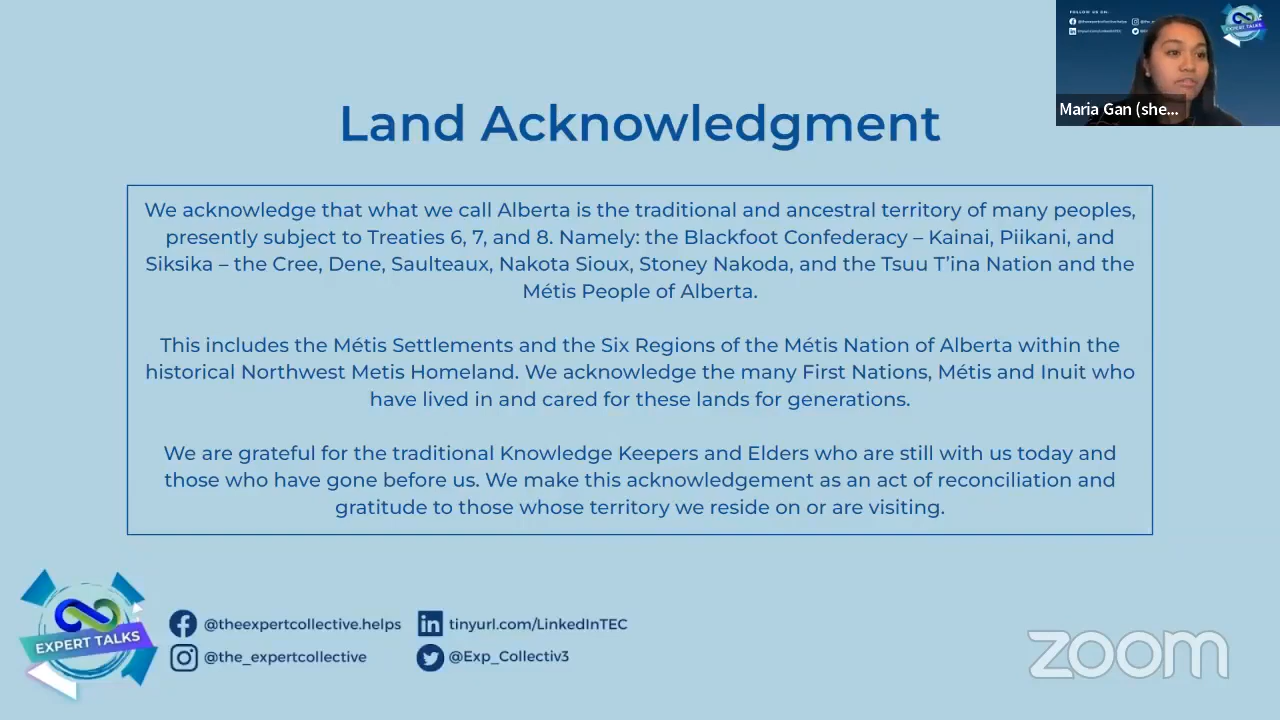 FOLLOW US ON:
EXPERT TALKS
Maria Gan (she...
Land Acknowledgment
We acknowledge that what we call Alberta is the traditional and ancestral territory of many peoples,
presently subject to Treaties 6, 7, and 8. Namely: the Blackfoot Confederacy – Kainai, Piikani, and
Siksika – the Cree, Dene, Saulteaux, Nakota Sioux, Stoney Nakoda, and the Tsuu T'ina Nation and the
Métis People of Alberta.
This includes the Métis Settlements and the Six Regions of the Métis Nation of Alberta within the
historical Northwest Metis Homeland. We acknowledge the many First Nations, Métis and Inuit who
have lived in and cared for these lands for generations.
We are grateful for the traditional Knowledge Keepers and Elders who are still with us today and
those who have gone before us. We make this acknowledgement as an act of reconciliation and
gratitude to those whose territory we reside on or are visiting.
EXPERT TALKS
@theexpertcollective.helps
tinyurl.com/LinkedInTEC
@the_expertcollective
@Exp_Collectiv3
zoom